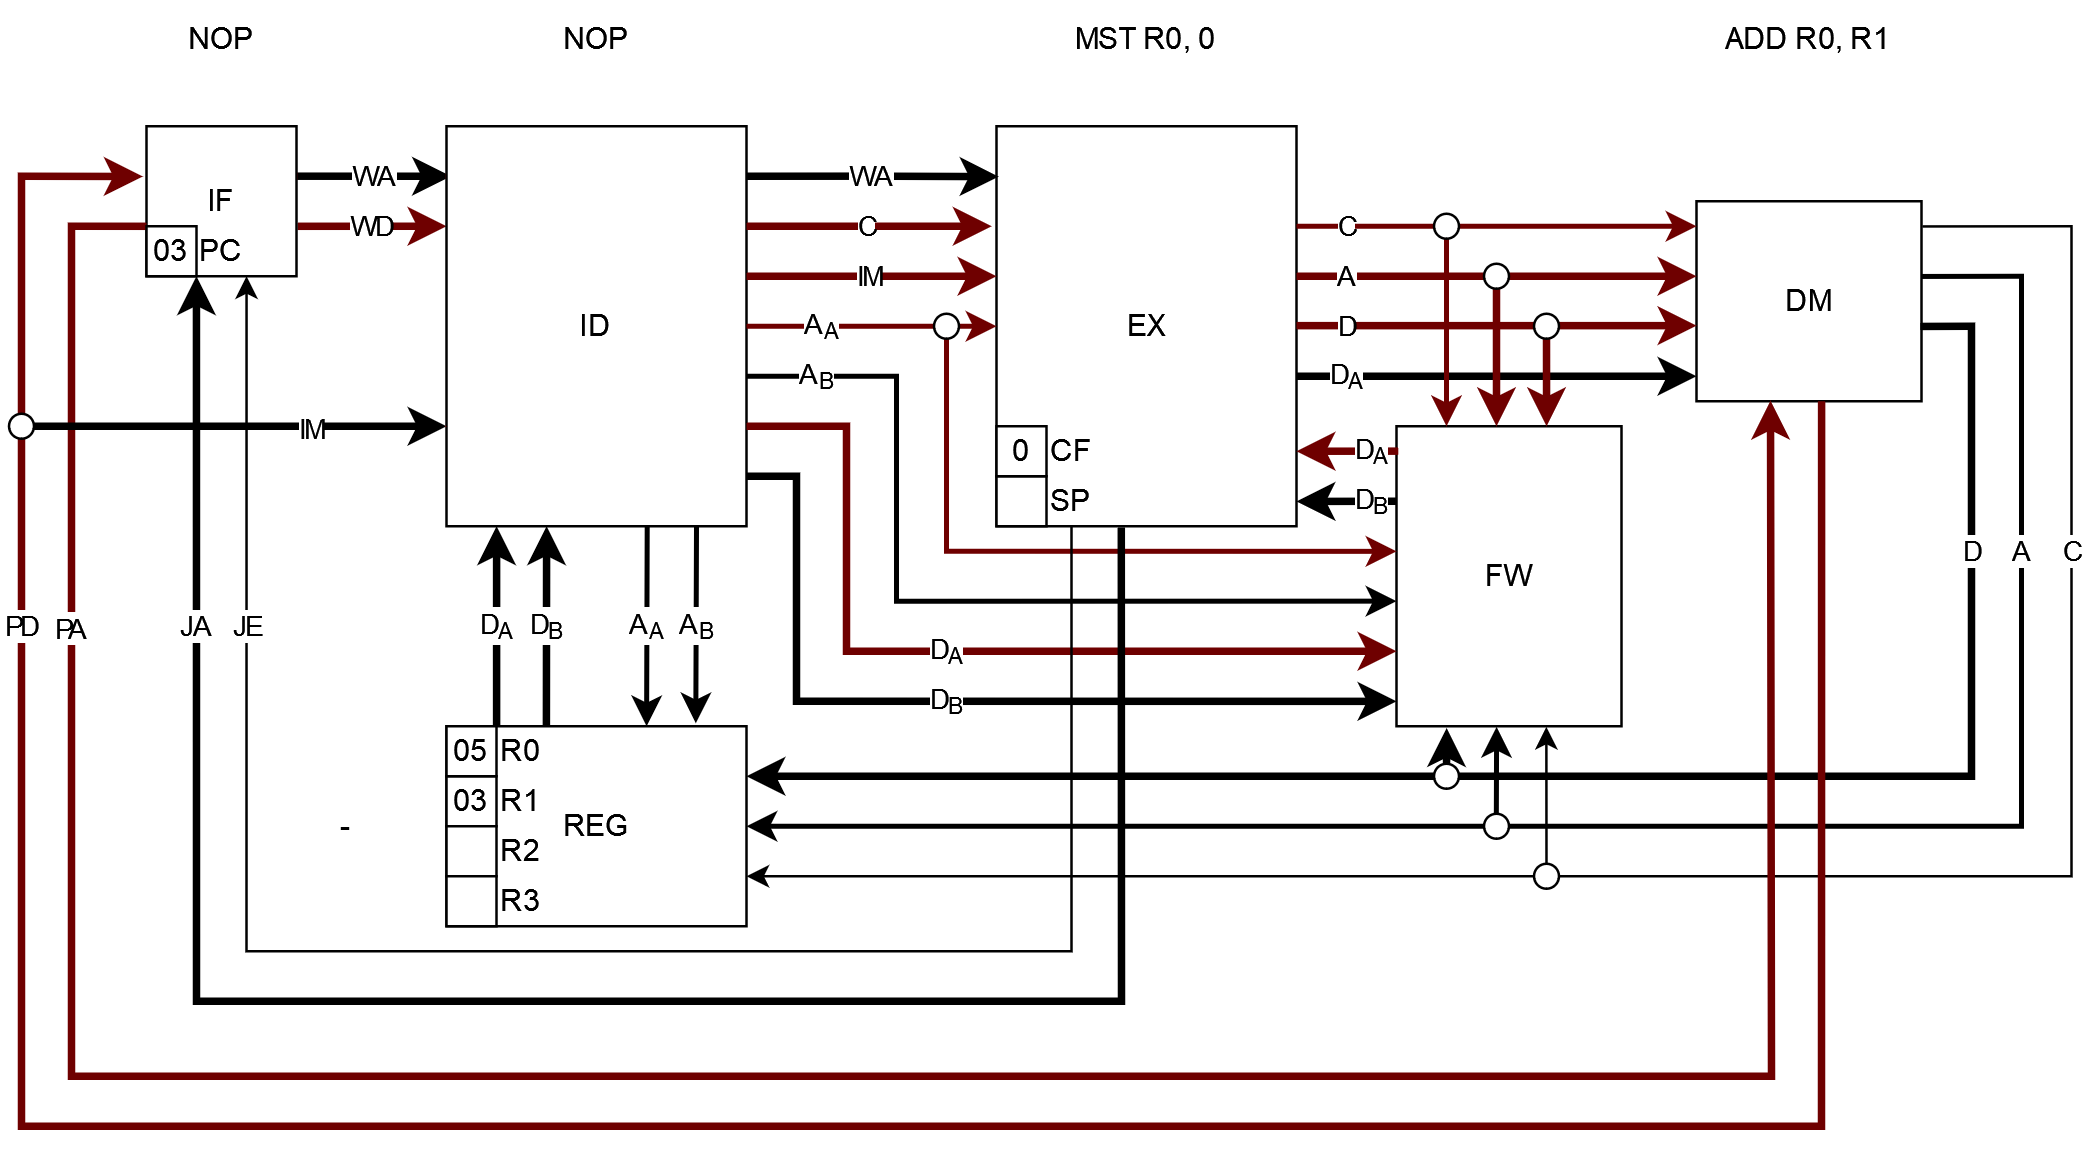 NOP NOP MST R0, 0 ADD R0, R1
WA WA
IF WD O C
03 PC IM A DM
ID AA EX D
AB DA
IM 0 CF DA
SP DB
D A C
FW
PD PA JA JE DA DB AA AB
DA
DB
05 R0
03 R1
- REG
R2
R3